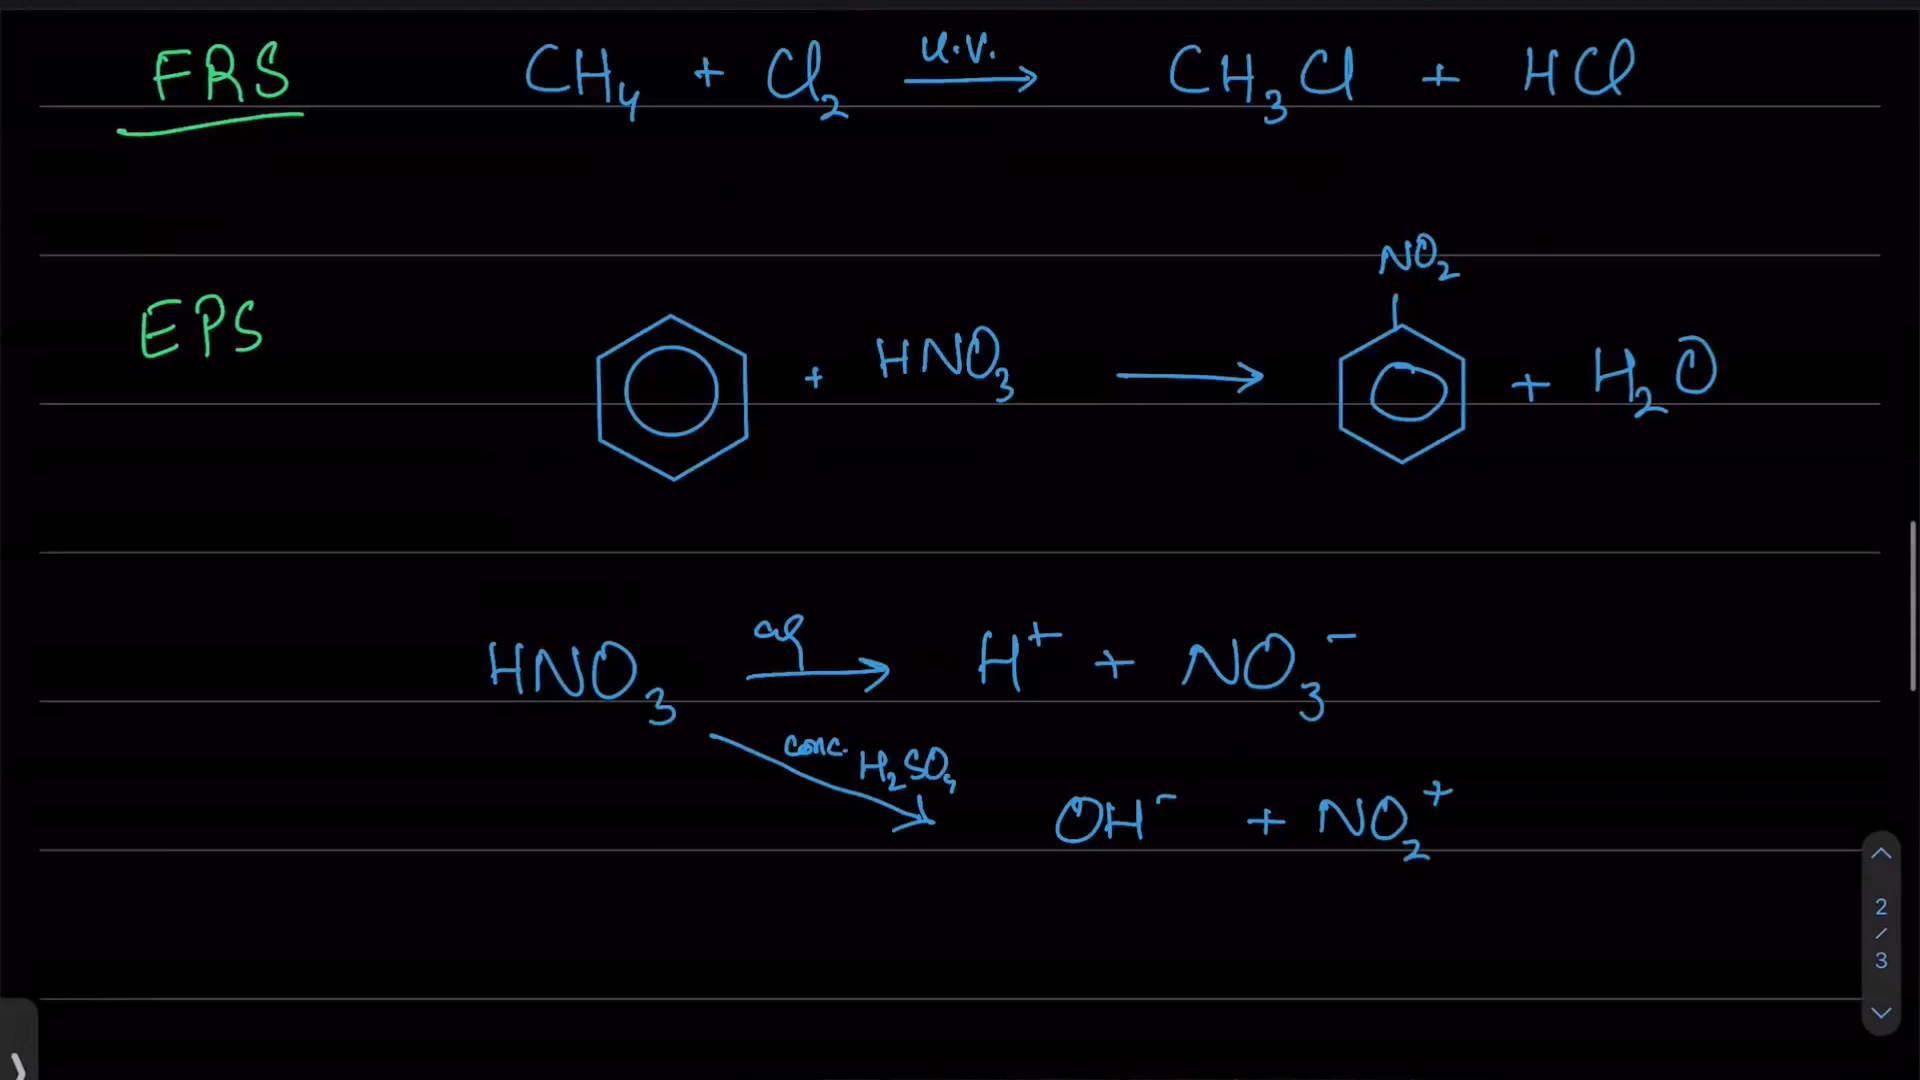 FRS CH₄ + Cl₂ —u.v.→ CH₃Cl + HCl
NO₂
EPS + HNO₃ → + H₂O
HNO₃ —aq→ H⁺ + NO₃⁻
conc. H₂SO₄ → OH⁻ + NO₂⁺
2
/
3